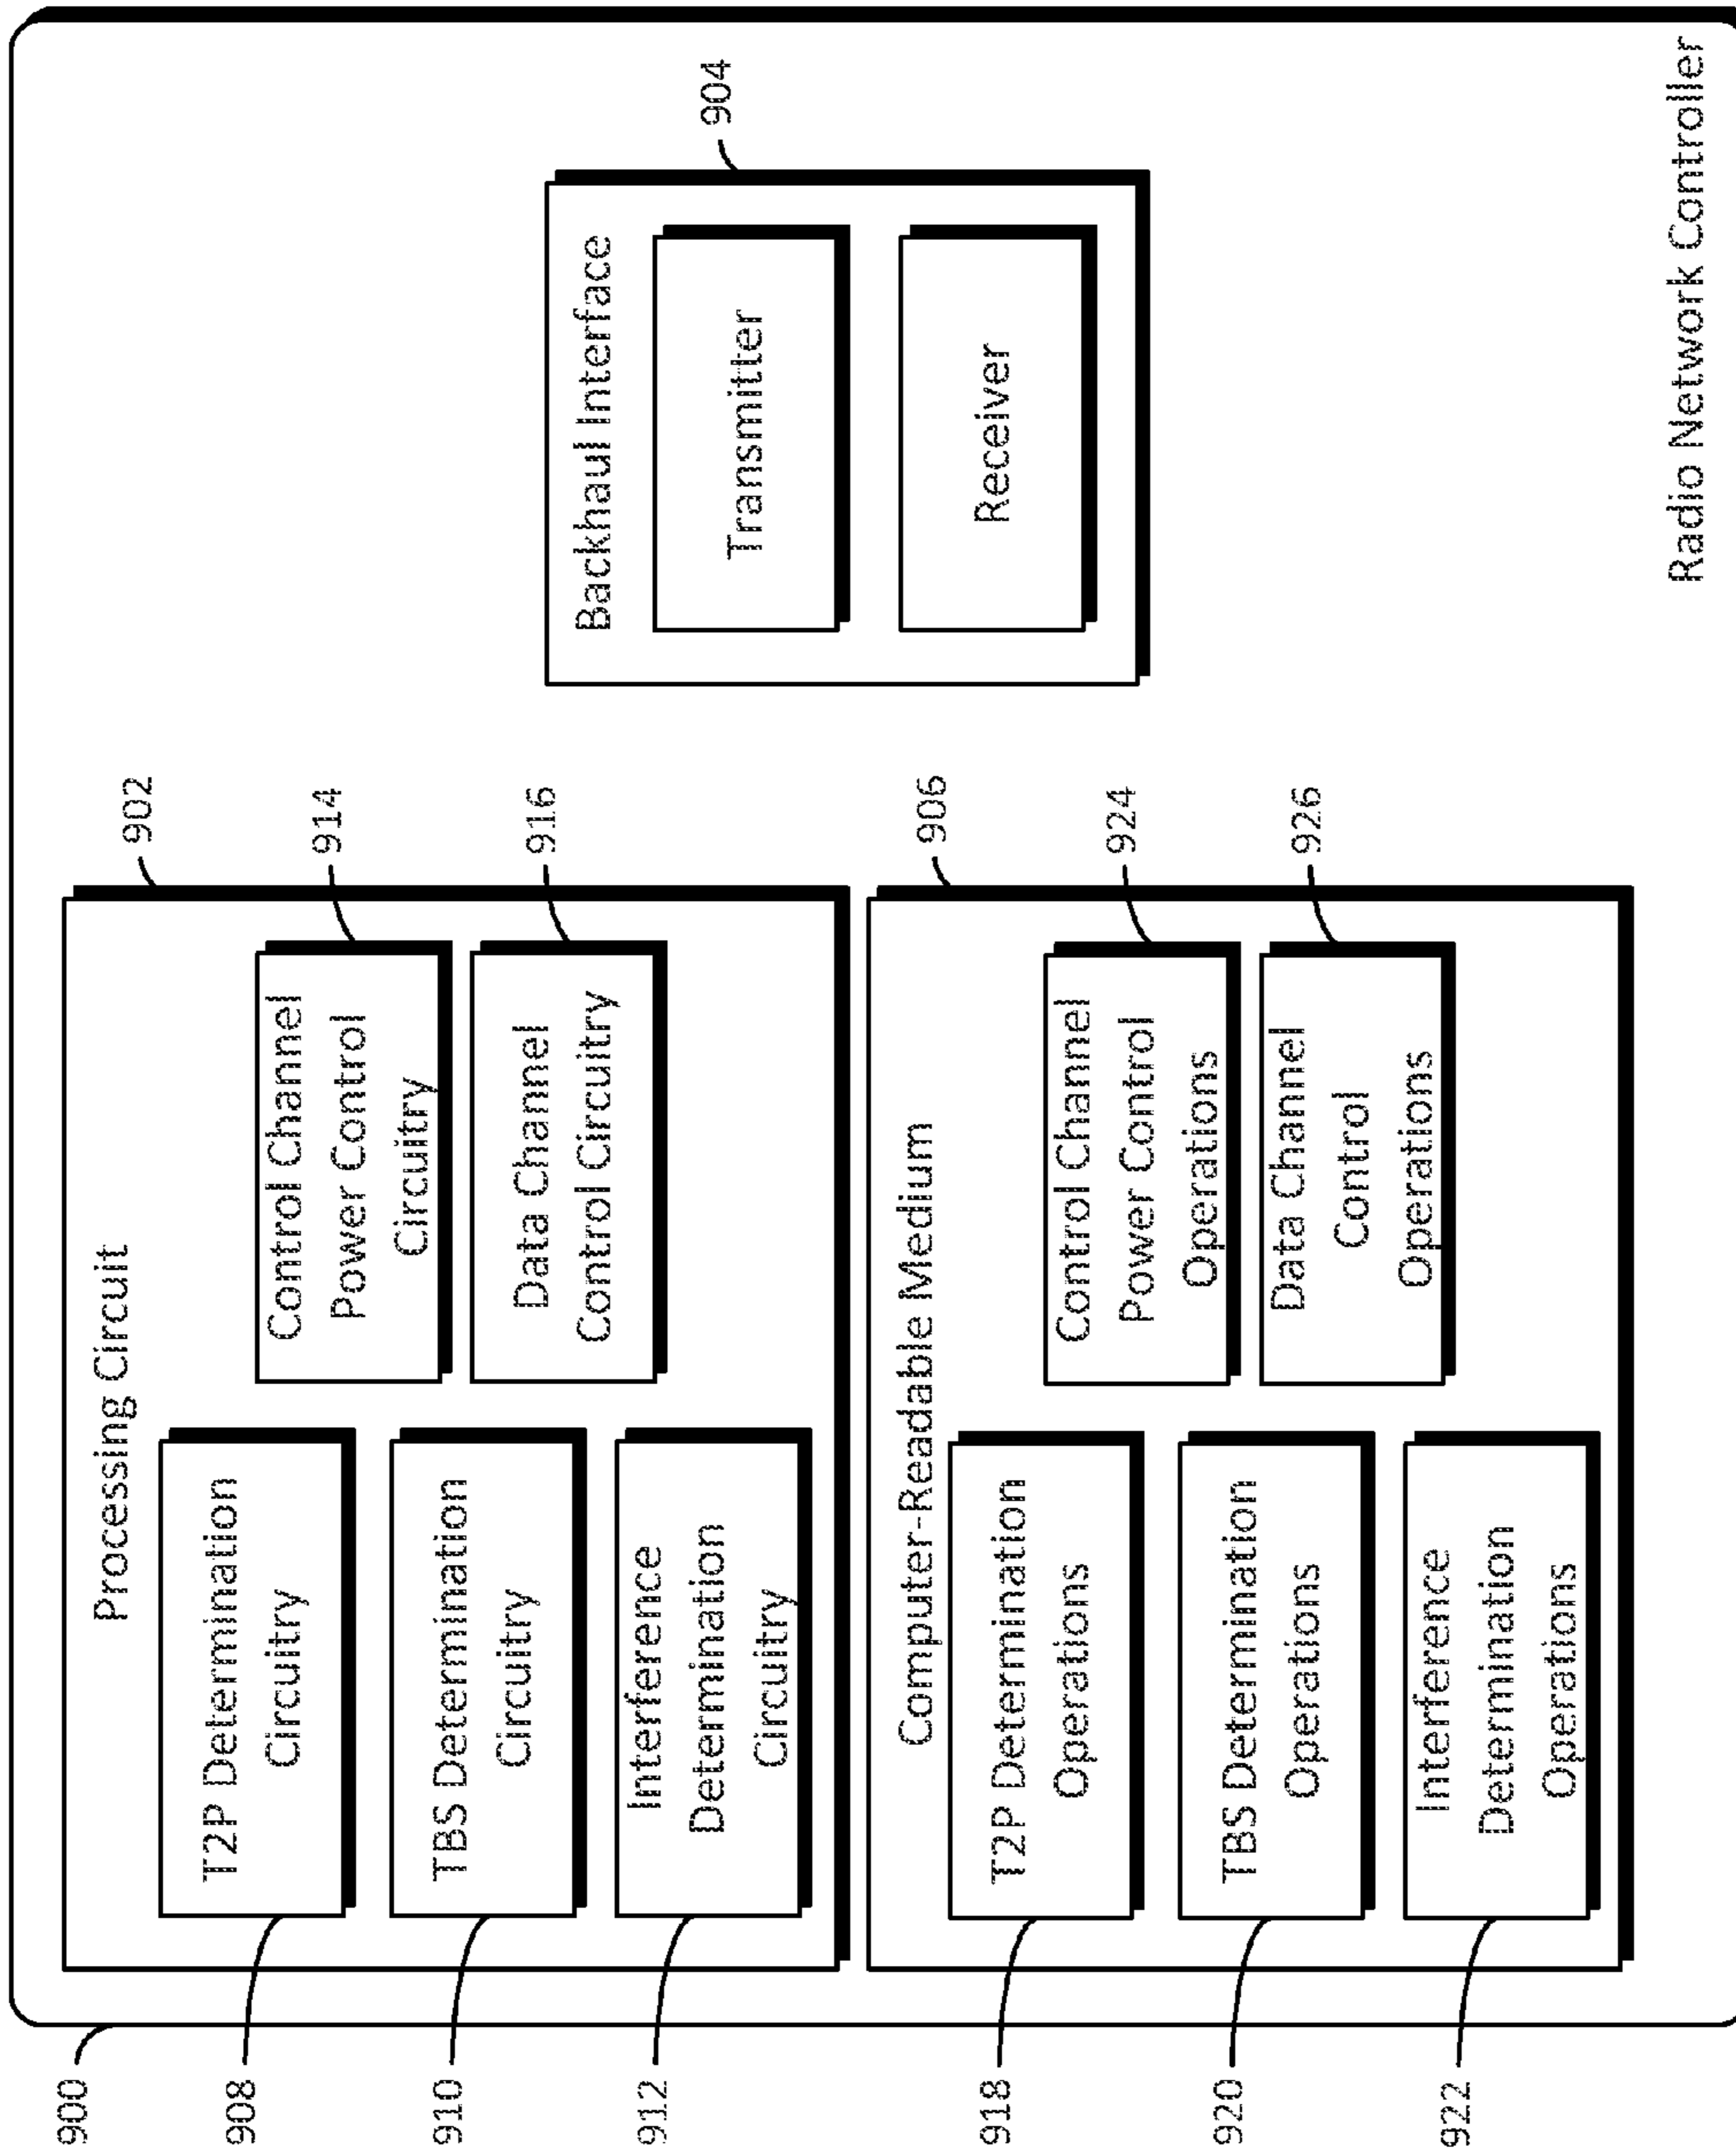 900
Processing Circuit
902
908
T2P Determination
Circuitry
Control Channel
Power Control
Circuitry
914
910
TBS Determination
Circuitry
Data Channel
Control Circuitry
916
912
Interference
Determination
Circuitry
Computer-Readable Medium
906
918
T2P Determination
Operations
Control Channel
Power Control
Operations
924
920
TBS Determination
Operations
Data Channel
Control
Operations
926
922
Interference
Determination
Operations
Backhaul Interface
904
Transmitter
Receiver
Radio Network Controller